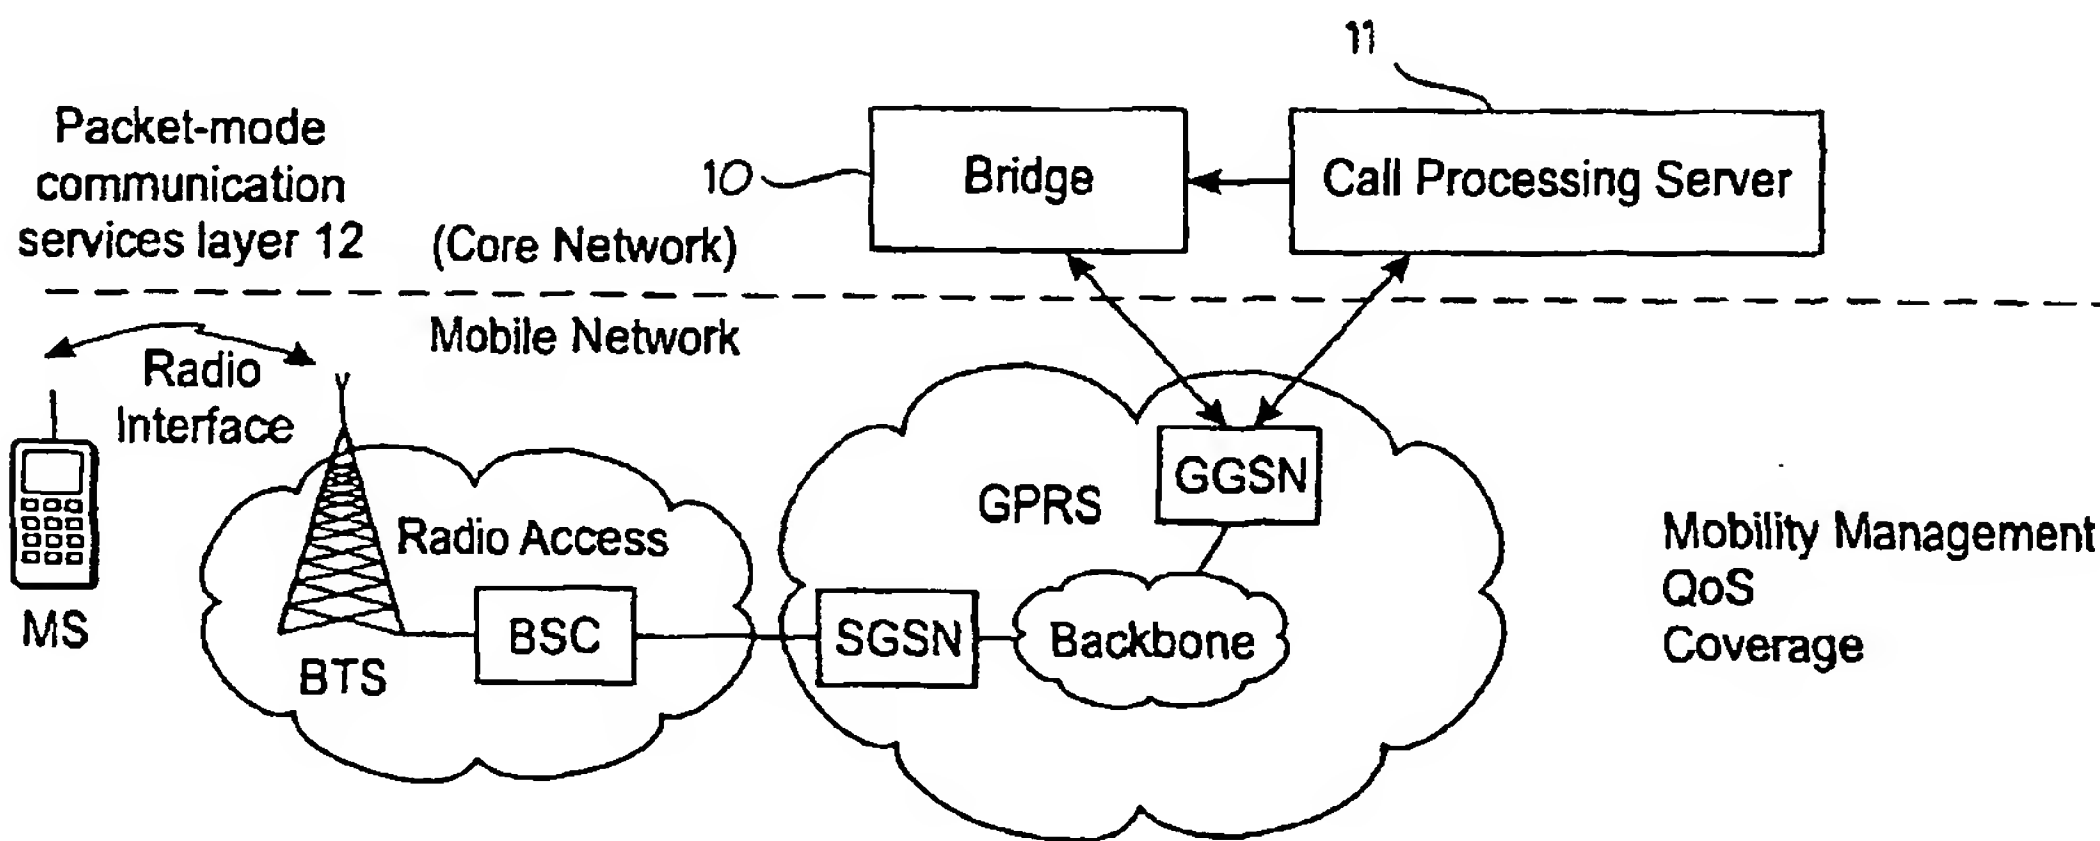 11
Packet-mode
communication
services layer 12
(Core Network)
10
Bridge
Call Processing Server
Mobile Network
Radio
Interface
MS
Radio Access
BTS
BSC
GPRS
GGSN
SGSN
Backbone
Mobility Management
QoS
Coverage